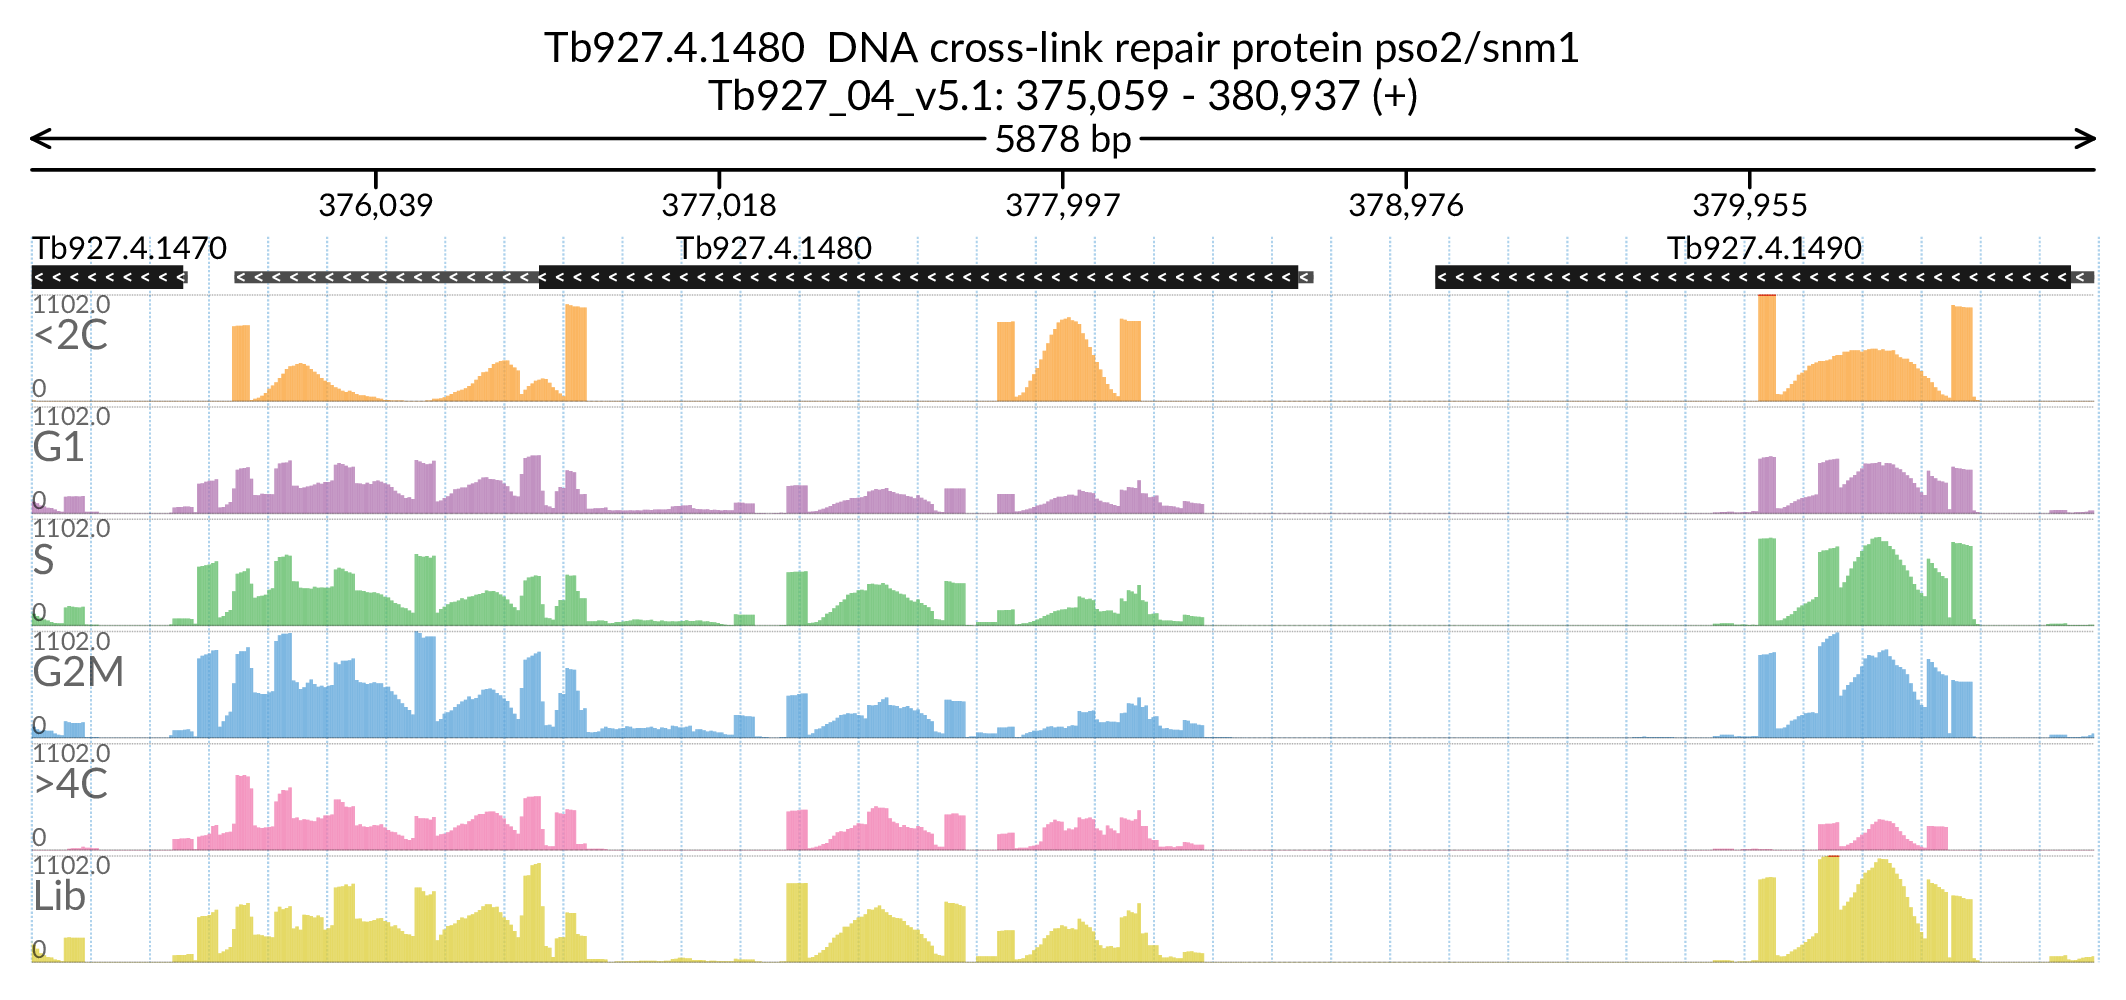 Tb927.4.1480  DNA cross-link repair protein pso2/snm1
Tb927_04_v5.1: 375,059 - 380,937 (+)
5878 bp
376,039 377,018 377,997 378,976 379,955
Tb927.4.1470 Tb927.4.1480 Tb927.4.1490
1102.0
<2C
0
1102.0
G1
0
1102.0
S
0
1102.0
G2M
0
1102.0
>4C
0
1102.0
Lib
0